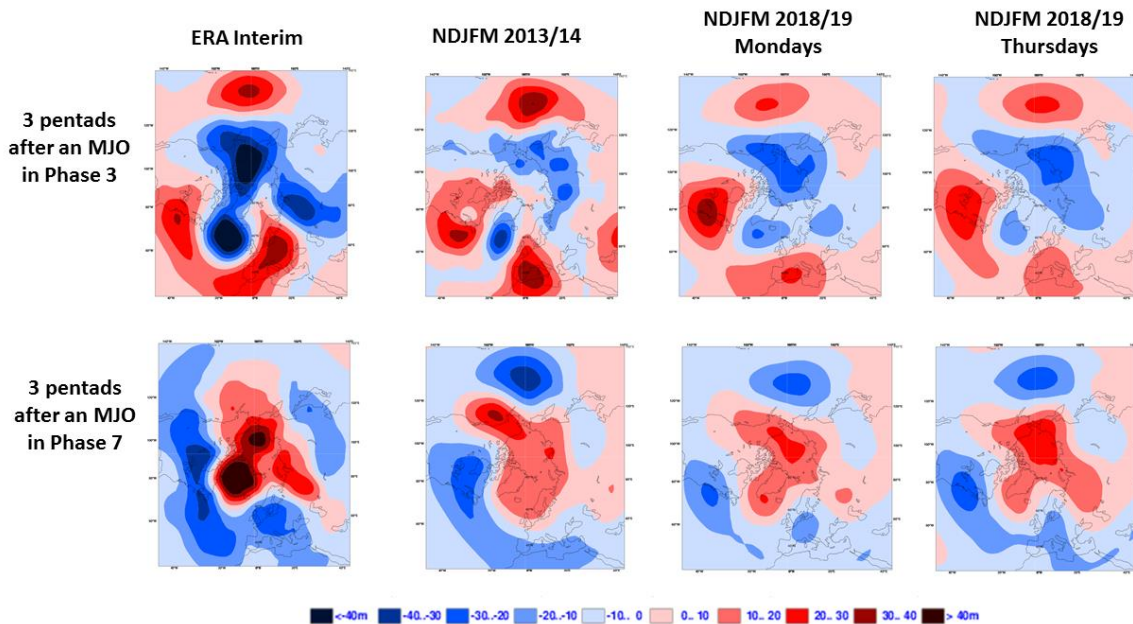 ERA Interim
NDJFM 2013/14
NDJFM 2018/19
Mondays
NDJFM 2018/19
Thursdays
3 pentads
after an MJO
in Phase 3
3 pentads
after an MJO
in Phase 7
<-40m -40..-30 -30..-20 -20..-10 -10.. 0 0.. 10 10.. 20 20.. 30 30.. 40 > 40m